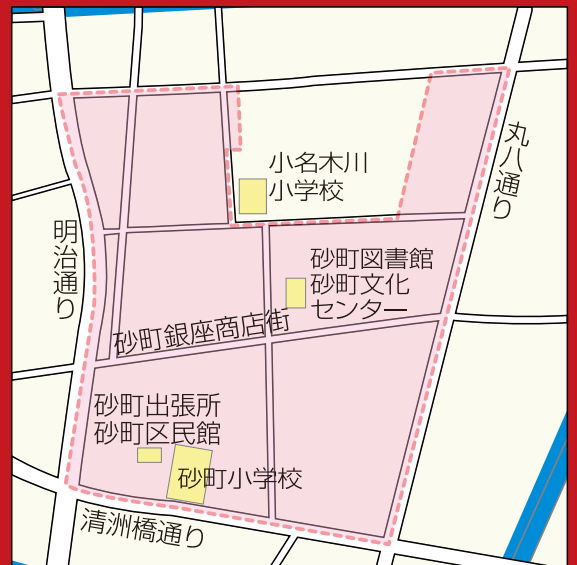 小名木川
小学校
丸八通り
明治通り
砂町図書館
砂町文化
センター
砂町銀座商店街
砂町出張所
砂町区民館
砂町小学校
清洲橋通り